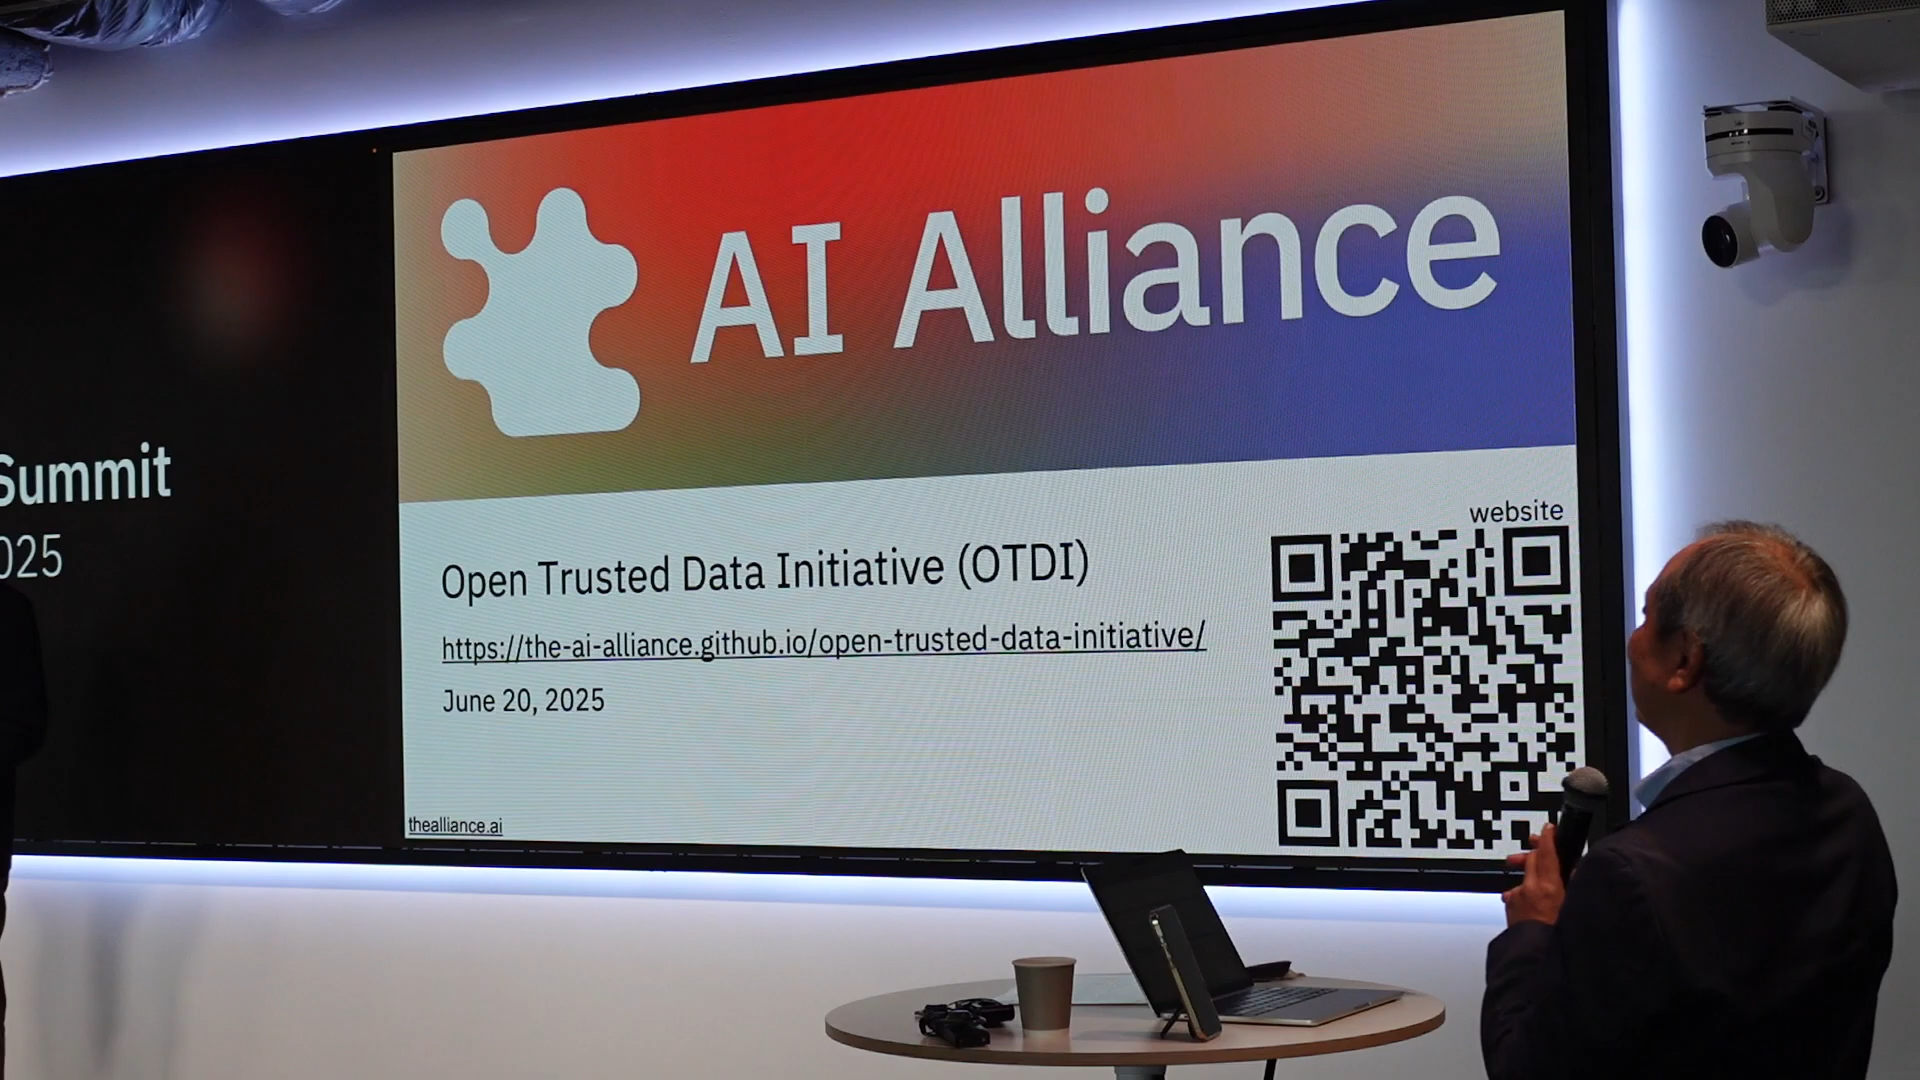 Summit
025
AI Alliance
website
Open Trusted Data Initiative (OTDI)
https://the-ai-alliance.github.io/open-trusted-data-initiative/
June 20, 2025
thealliance.ai